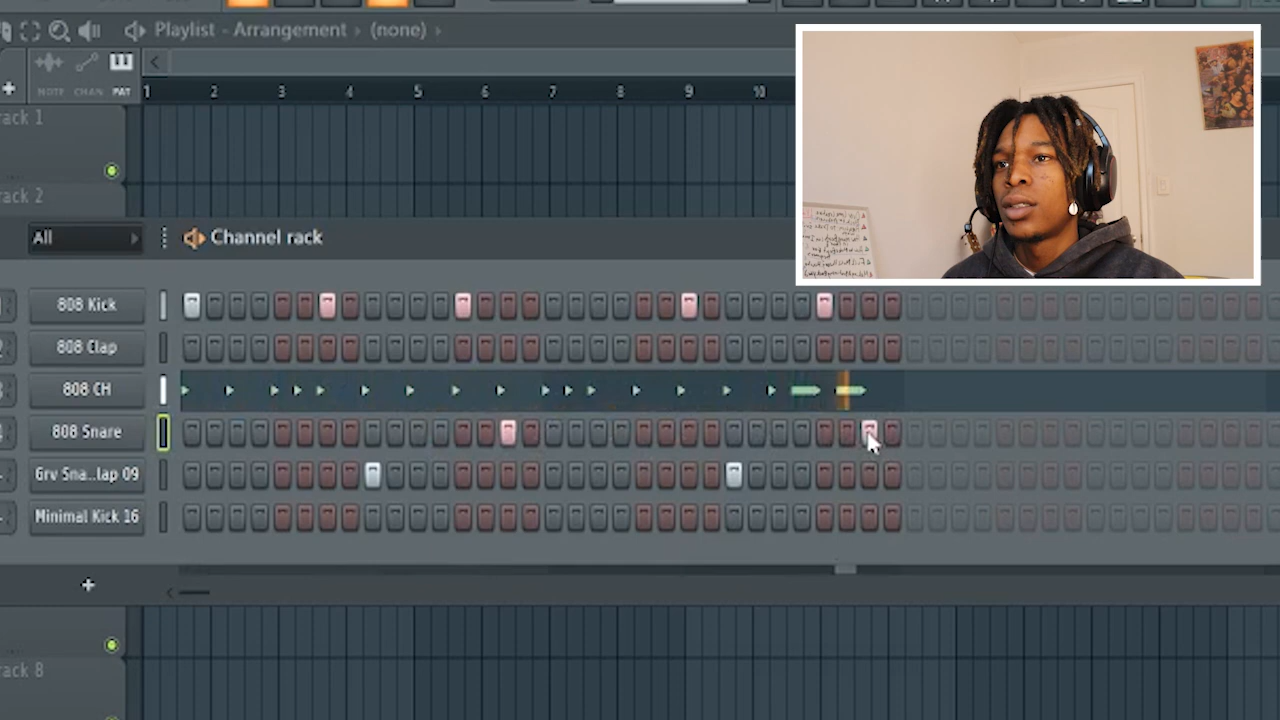 Playlist - Arrangement › (none) ›
NOTE CHAN PAT
1 2 3 4 5 6 7 8 9 10
rack 1
rack 2
All
Channel rack
808 Kick
808 Clap
808 CH
808 Snare
Grv Sna..lap 09
Minimal Kick 16
+
rack 8